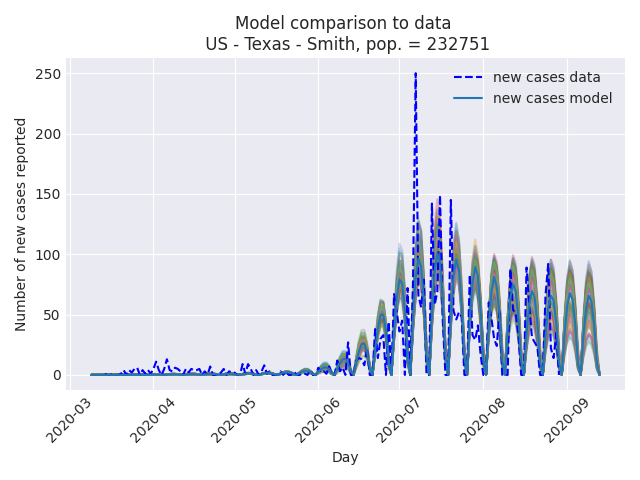 Model comparison to data
US - Texas - Smith, pop. = 232751
new cases data
new cases model
Number of new cases reported
250
200
150
100
50
0
2020-03
2020-04
2020-05
2020-06
2020-07
2020-08
2020-09
Day